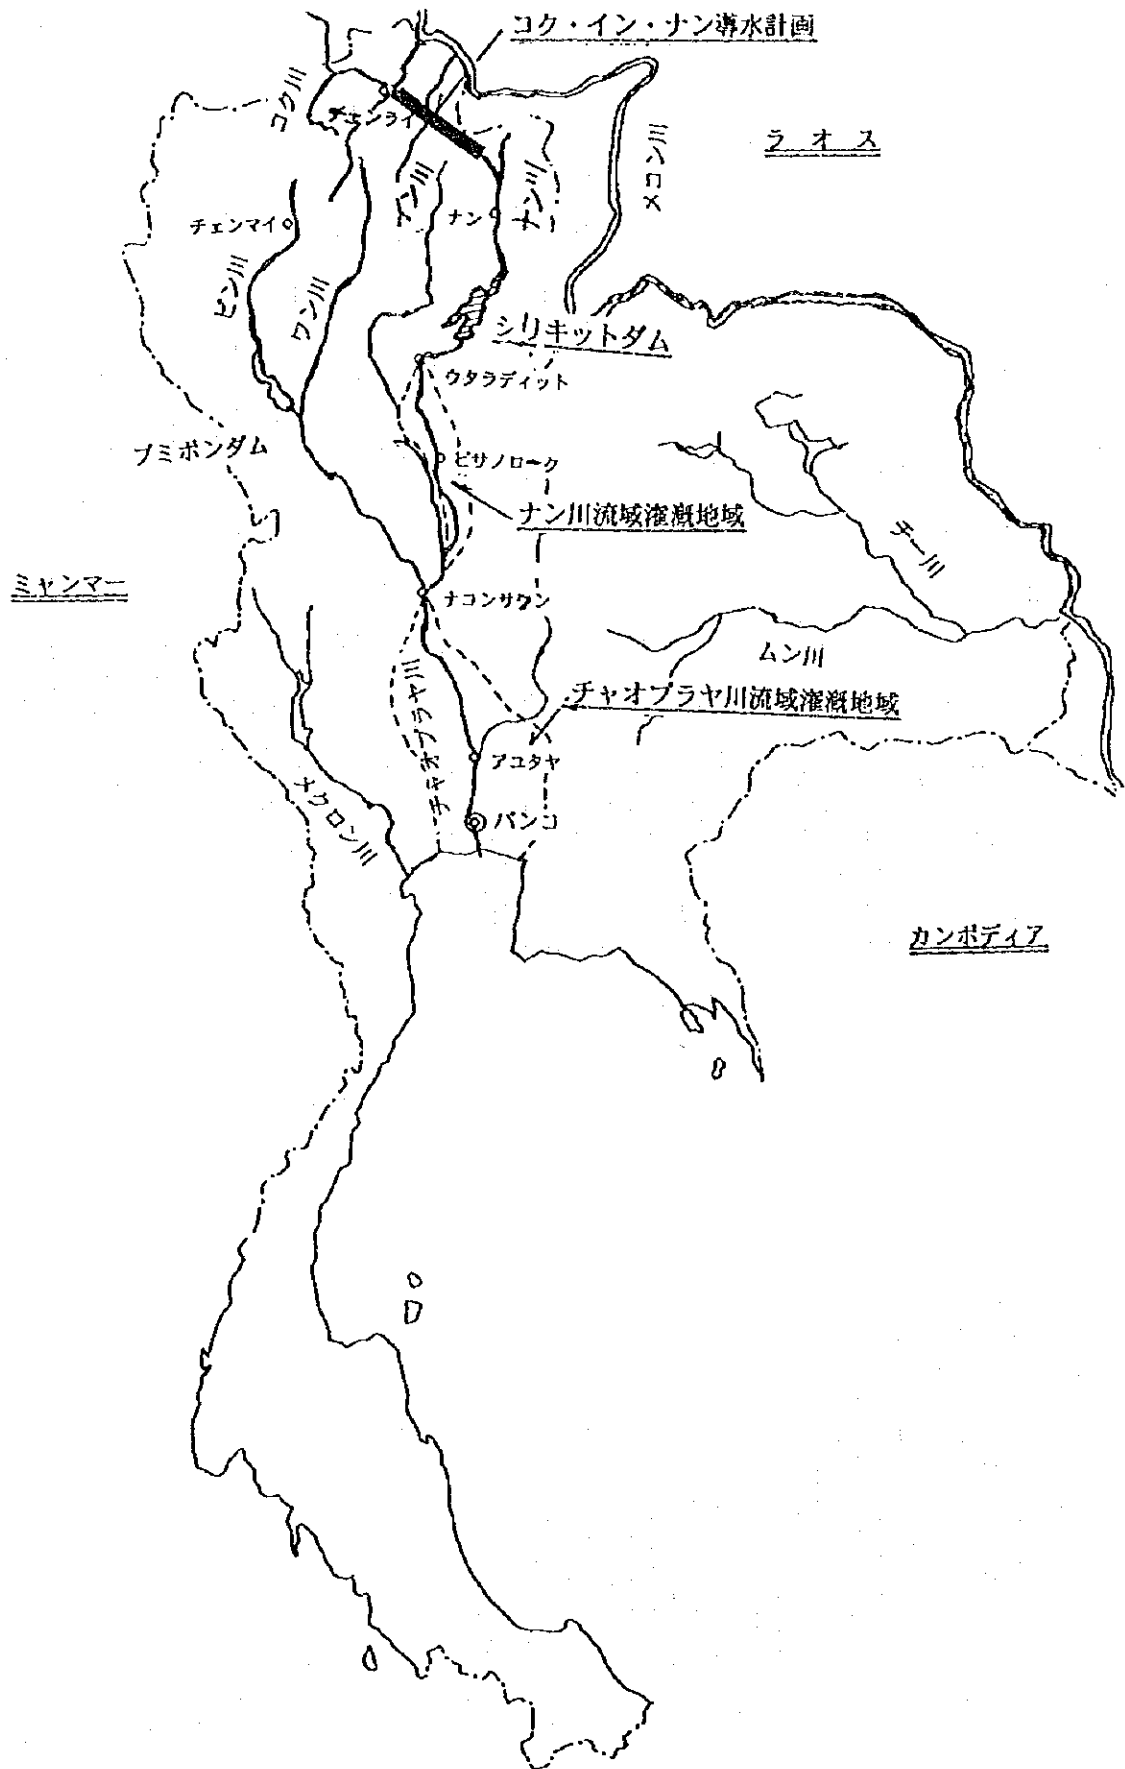 コク・イン・ナン導水計画
コク川
チェンライ
メコン川
ラオス
チェンマイ
ナン
ナン川
ピン川
ワン川
シリキットダム
ウタラディット
ブミボンダム
ピサノローク
ナン川流域灌漑地域
チー川
ミャンマー
ナコンサワン
ムン川
チャオプラヤ川
チャオプラヤ川流域灌漑地域
アユタヤ
メクロン川
バンコ
カンボディア